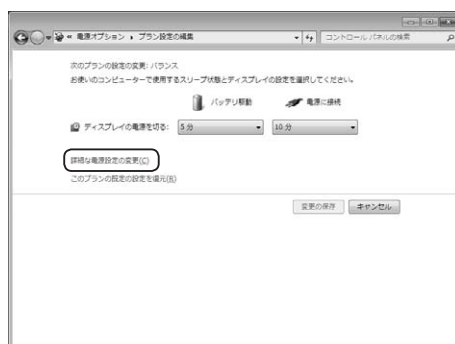 « 電源オプション ▸ プラン設定の編集
コントロール パネルの検索
次のプランの設定の変更: バランス
お使いのコンピューターで使用するスリープ状態とディスプレイの設定を選択してください。
バッテリ駆動 電源に接続
ディスプレイの電源を切る: 5 分 10 分
詳細な電源設定の変更(C)
このプランの既定の設定を復元(R)
変更の保存 キャンセル